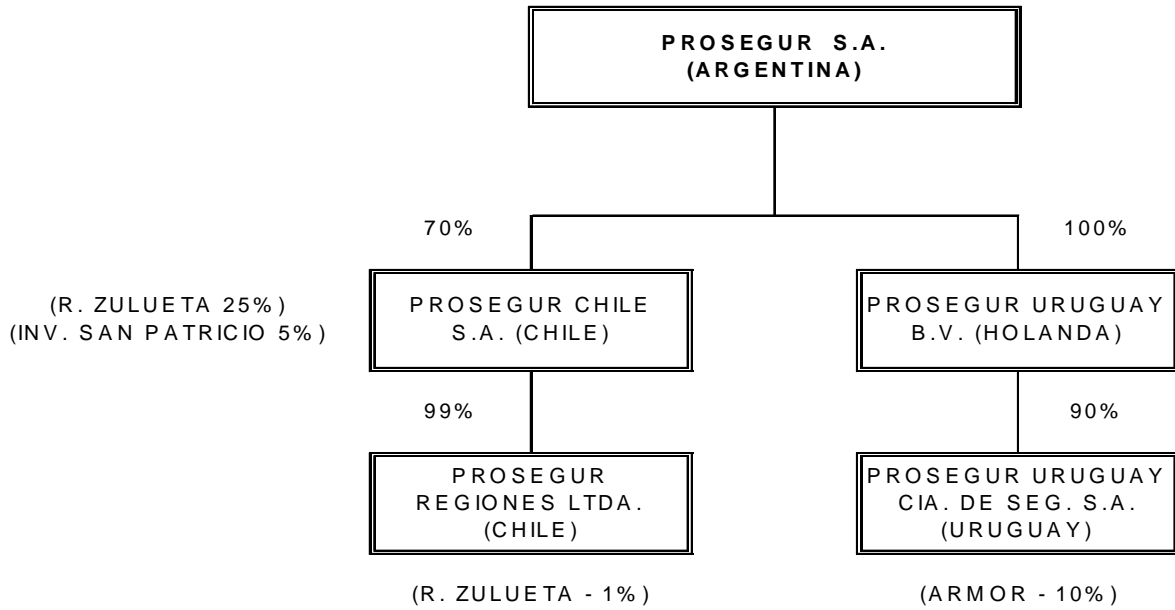 PROSEGUR S.A.
(ARGENTINA)
70%
100%
(R. ZULUETA 25%)
(INV. SAN PATRICIO 5%)
PROSEGUR CHILE
S.A. (CHILE)
PROSEGUR URUGUAY
B.V. (HOLANDA)
99%
90%
PROSEGUR
REGIONES LTDA.
(CHILE)
PROSEGUR URUGUAY
CIA. DE SEG. S.A.
(URUGUAY)
(R. ZULUETA - 1%)
(ARMOR - 10%)